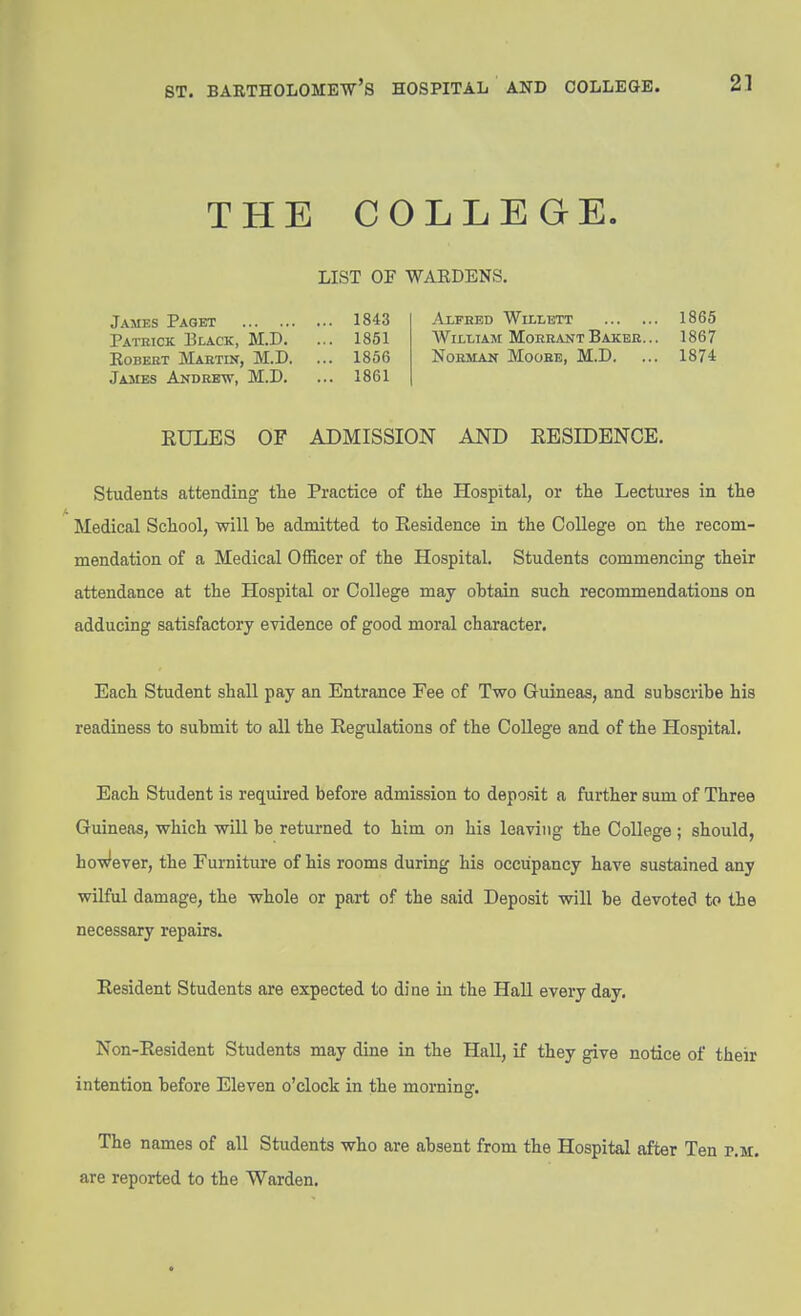 ST. BARTHOLOMEW'S HOSPITAL AND COLLEGE. 21
THE COLLEGE.
LIST OF WARDENS.
JAMES PAGET ... ... ... 1843
PATRICK BLACK, M.D. ... 1851
ROBERT MARTIN, M.D. ... 1856
JAMES ANDREW, M.D. ... 1861
ALFRED WILLETT ... ... 1865
WILLIAM MORRANT BAKER... 1867
NORMAN MOORE, M.D. ... 1874
RULES OF ADMISSION AND RESIDENCE.
Students attending the Practice of the Hospital, or the Lectures in the
Medical School, will be admitted to Residence in the College on the recom-
mendation of a Medical Officer of the Hospital. Students commencing their
attendance at the Hospital or College may obtain such recommendations on
adducing satisfactory evidence of good moral character.
Each Student shall pay an Entrance Fee of Two Guineas, and subscribe his
readiness to submit to all the Regulations of the College and of the Hospital.
Each Student is required before admission to deposit a further sum of Three
Guineas, which will be returned to him on his leaving the College; should,
however, the Furniture of his rooms during his occupancy have sustained any
wilful damage, the whole or part of the said Deposit will be devoted to the
necessary repairs.
Resident Students are expected to dine in the Hall every day.
Non-Resident Students may dine in the Hall, if they give notice of their
intention before Eleven o'clock in the morning.
The names of all Students who are absent from the Hospital after Ten P.M.
are reported to the Warden.